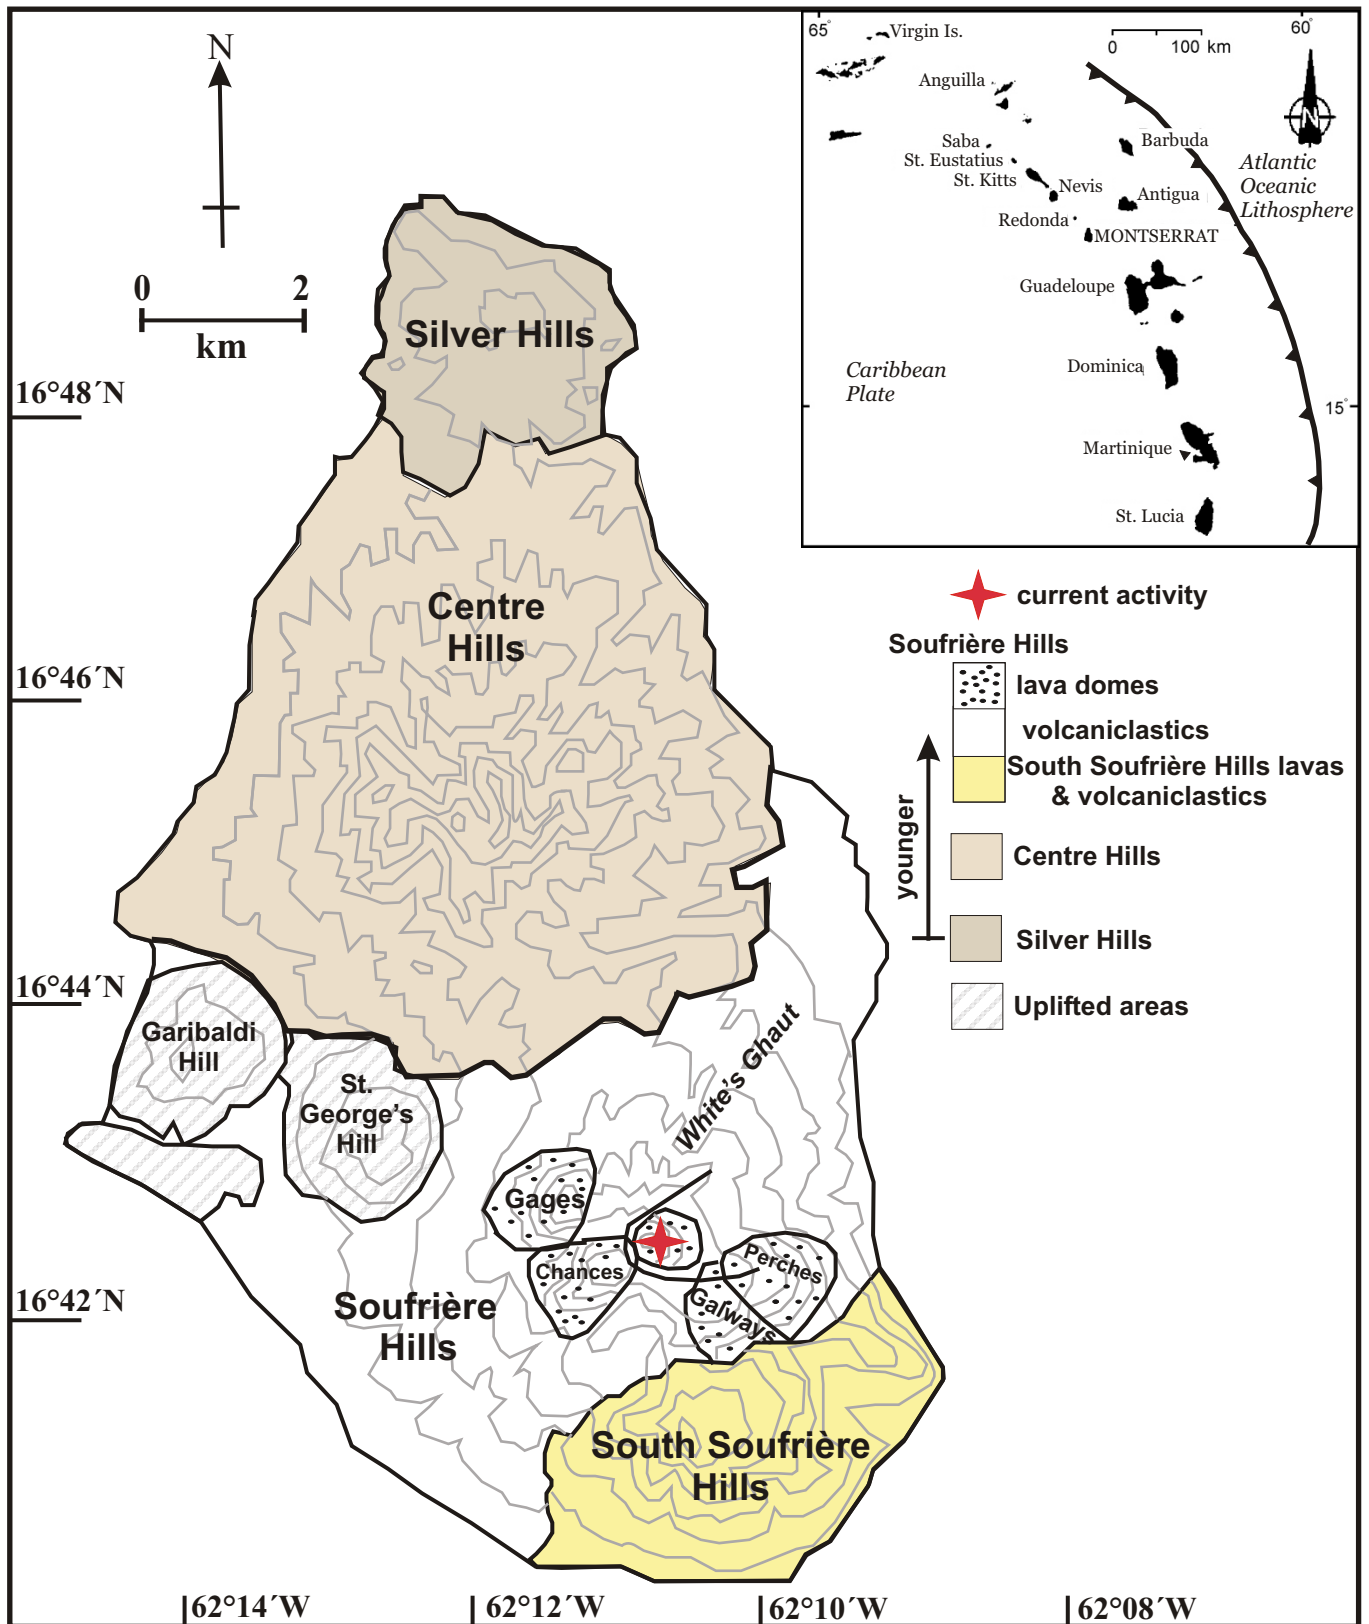 N
0 2
km
16°48´N
16°46´N
16°44´N
16°42´N
62°14´W
62°12´W
62°10´W
62°08´W
Silver Hills
Centre
Hills
Garibaldi
Hill
St.
George's
Hill
White's Ghaut
Gages
Chances
Perches
Galways
Soufrière
Hills
South Soufrière
Hills
65°
60°
0 100 km
N
Virgin Is.
Anguilla
Saba
St. Eustatius
St. Kitts
Nevis
Redonda
Barbuda
Antigua
MONTSERRAT
Guadeloupe
Dominica
Martinique
St. Lucia
Atlantic
Oceanic
Lithosphere
Caribbean
Plate
15°
current activity
Soufrière Hills
lava domes
volcaniclastics
South Soufrière Hills lavas
& volcaniclastics
Centre Hills
Silver Hills
Uplifted areas
younger